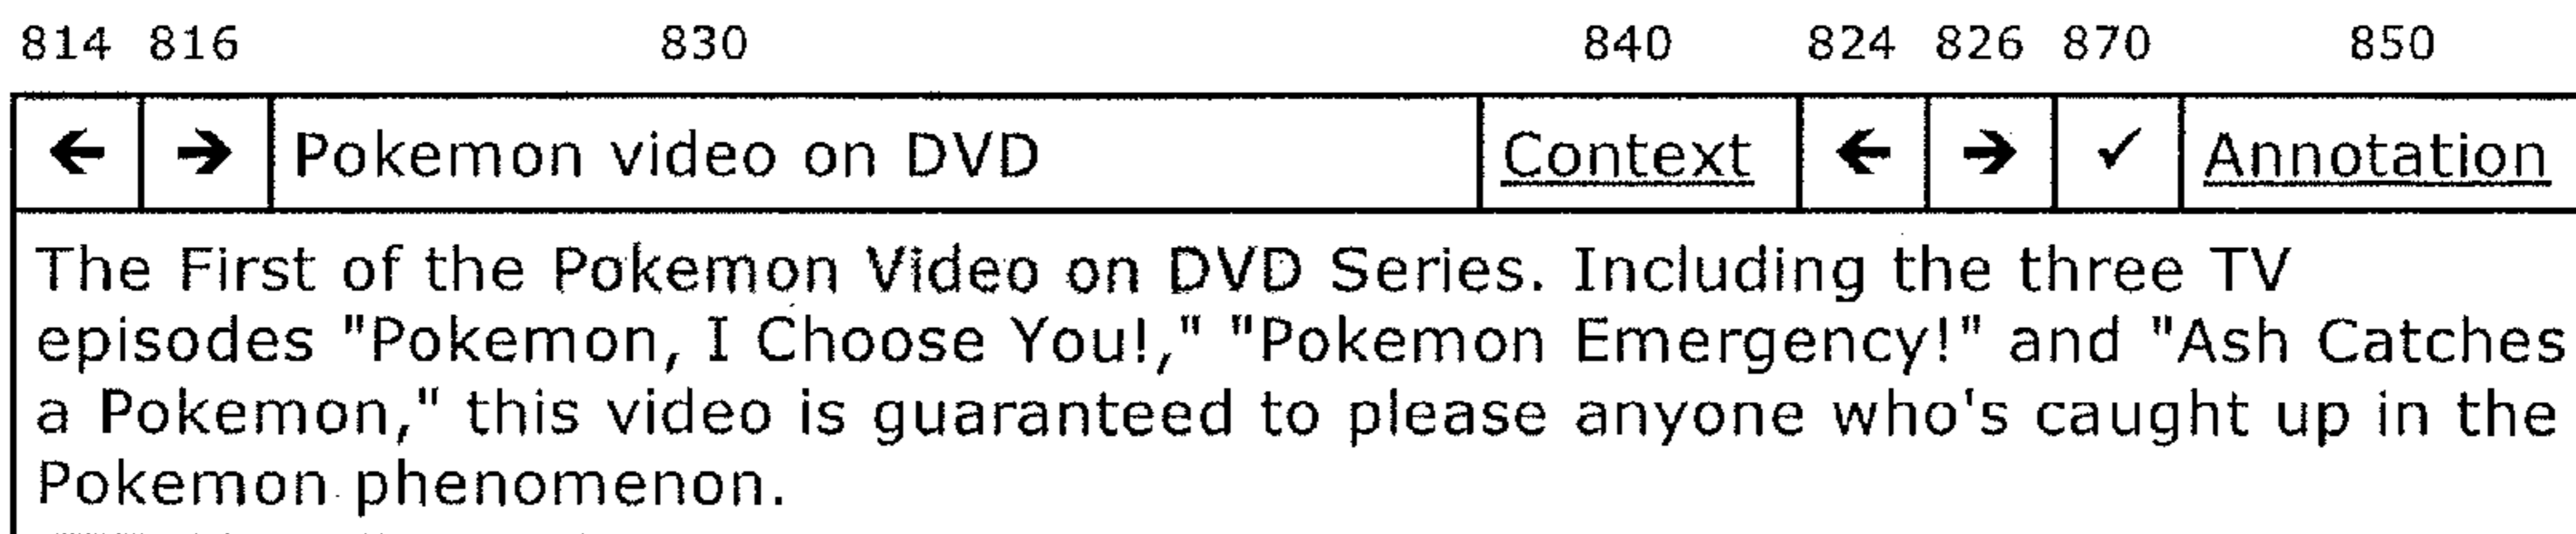 814 816 830 840 824 826 870 850
← → Pokemon video on DVD Context ← → ✓ Annotation
The First of the Pokemon Video on DVD Series. Including the three TV
episodes "Pokemon, I Choose You!," "Pokemon Emergency!" and "Ash Catches
a Pokemon," this video is guaranteed to please anyone who's caught up in the
Pokemon phenomenon.